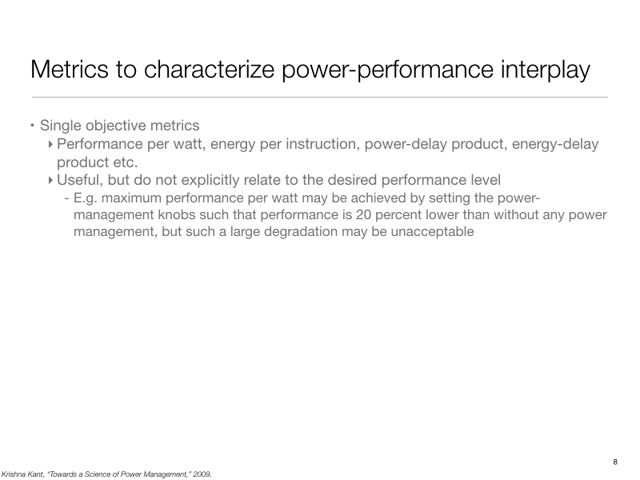 Metrics to characterize power-performance interplay
• Single objective metrics
‣ Performance per watt, energy per instruction, power-delay product, energy-delay
product etc.
‣ Useful, but do not explicitly relate to the desired performance level
- E.g. maximum performance per watt may be achieved by setting the power-
management knobs such that performance is 20 percent lower than without any power
management, but such a large degradation may be unacceptable
8
Krishna Kant, “Towards a Science of Power Management,” 2009.